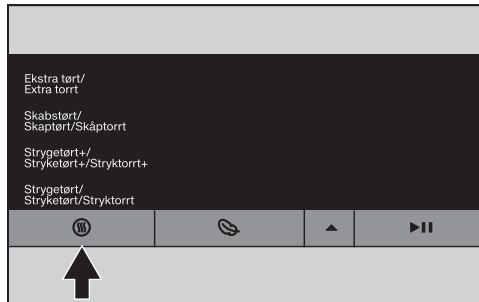 Ekstra tørt/
Extra torrt
Skabstørt/
Skaptørt/Skåptorrt
Strygetørt+/
Stryketørt+/Stryktorrt+
Strygetørt/
Stryketørt/Stryktorrt